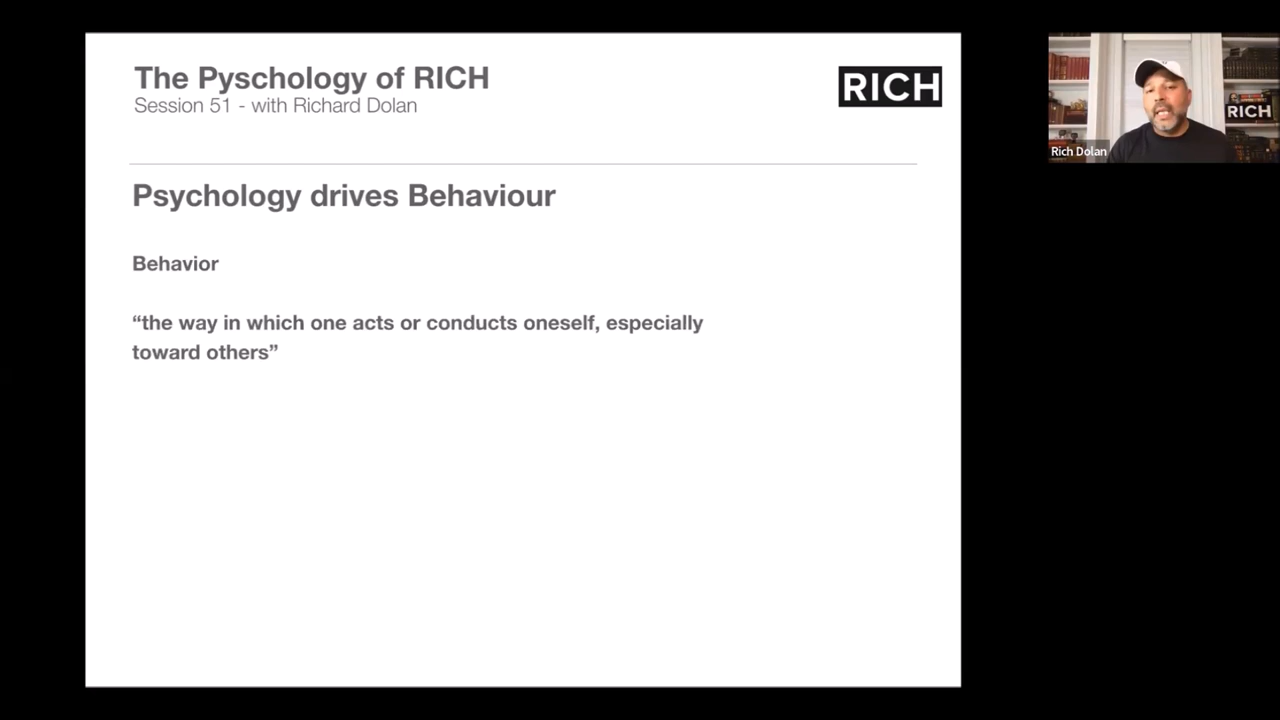 The Pyschology of RICH
Session 51 - with Richard Dolan
RICH
Psychology drives Behaviour
Behavior
“the way in which one acts or conducts oneself, especially
toward others”
RICH
Rich Dolan